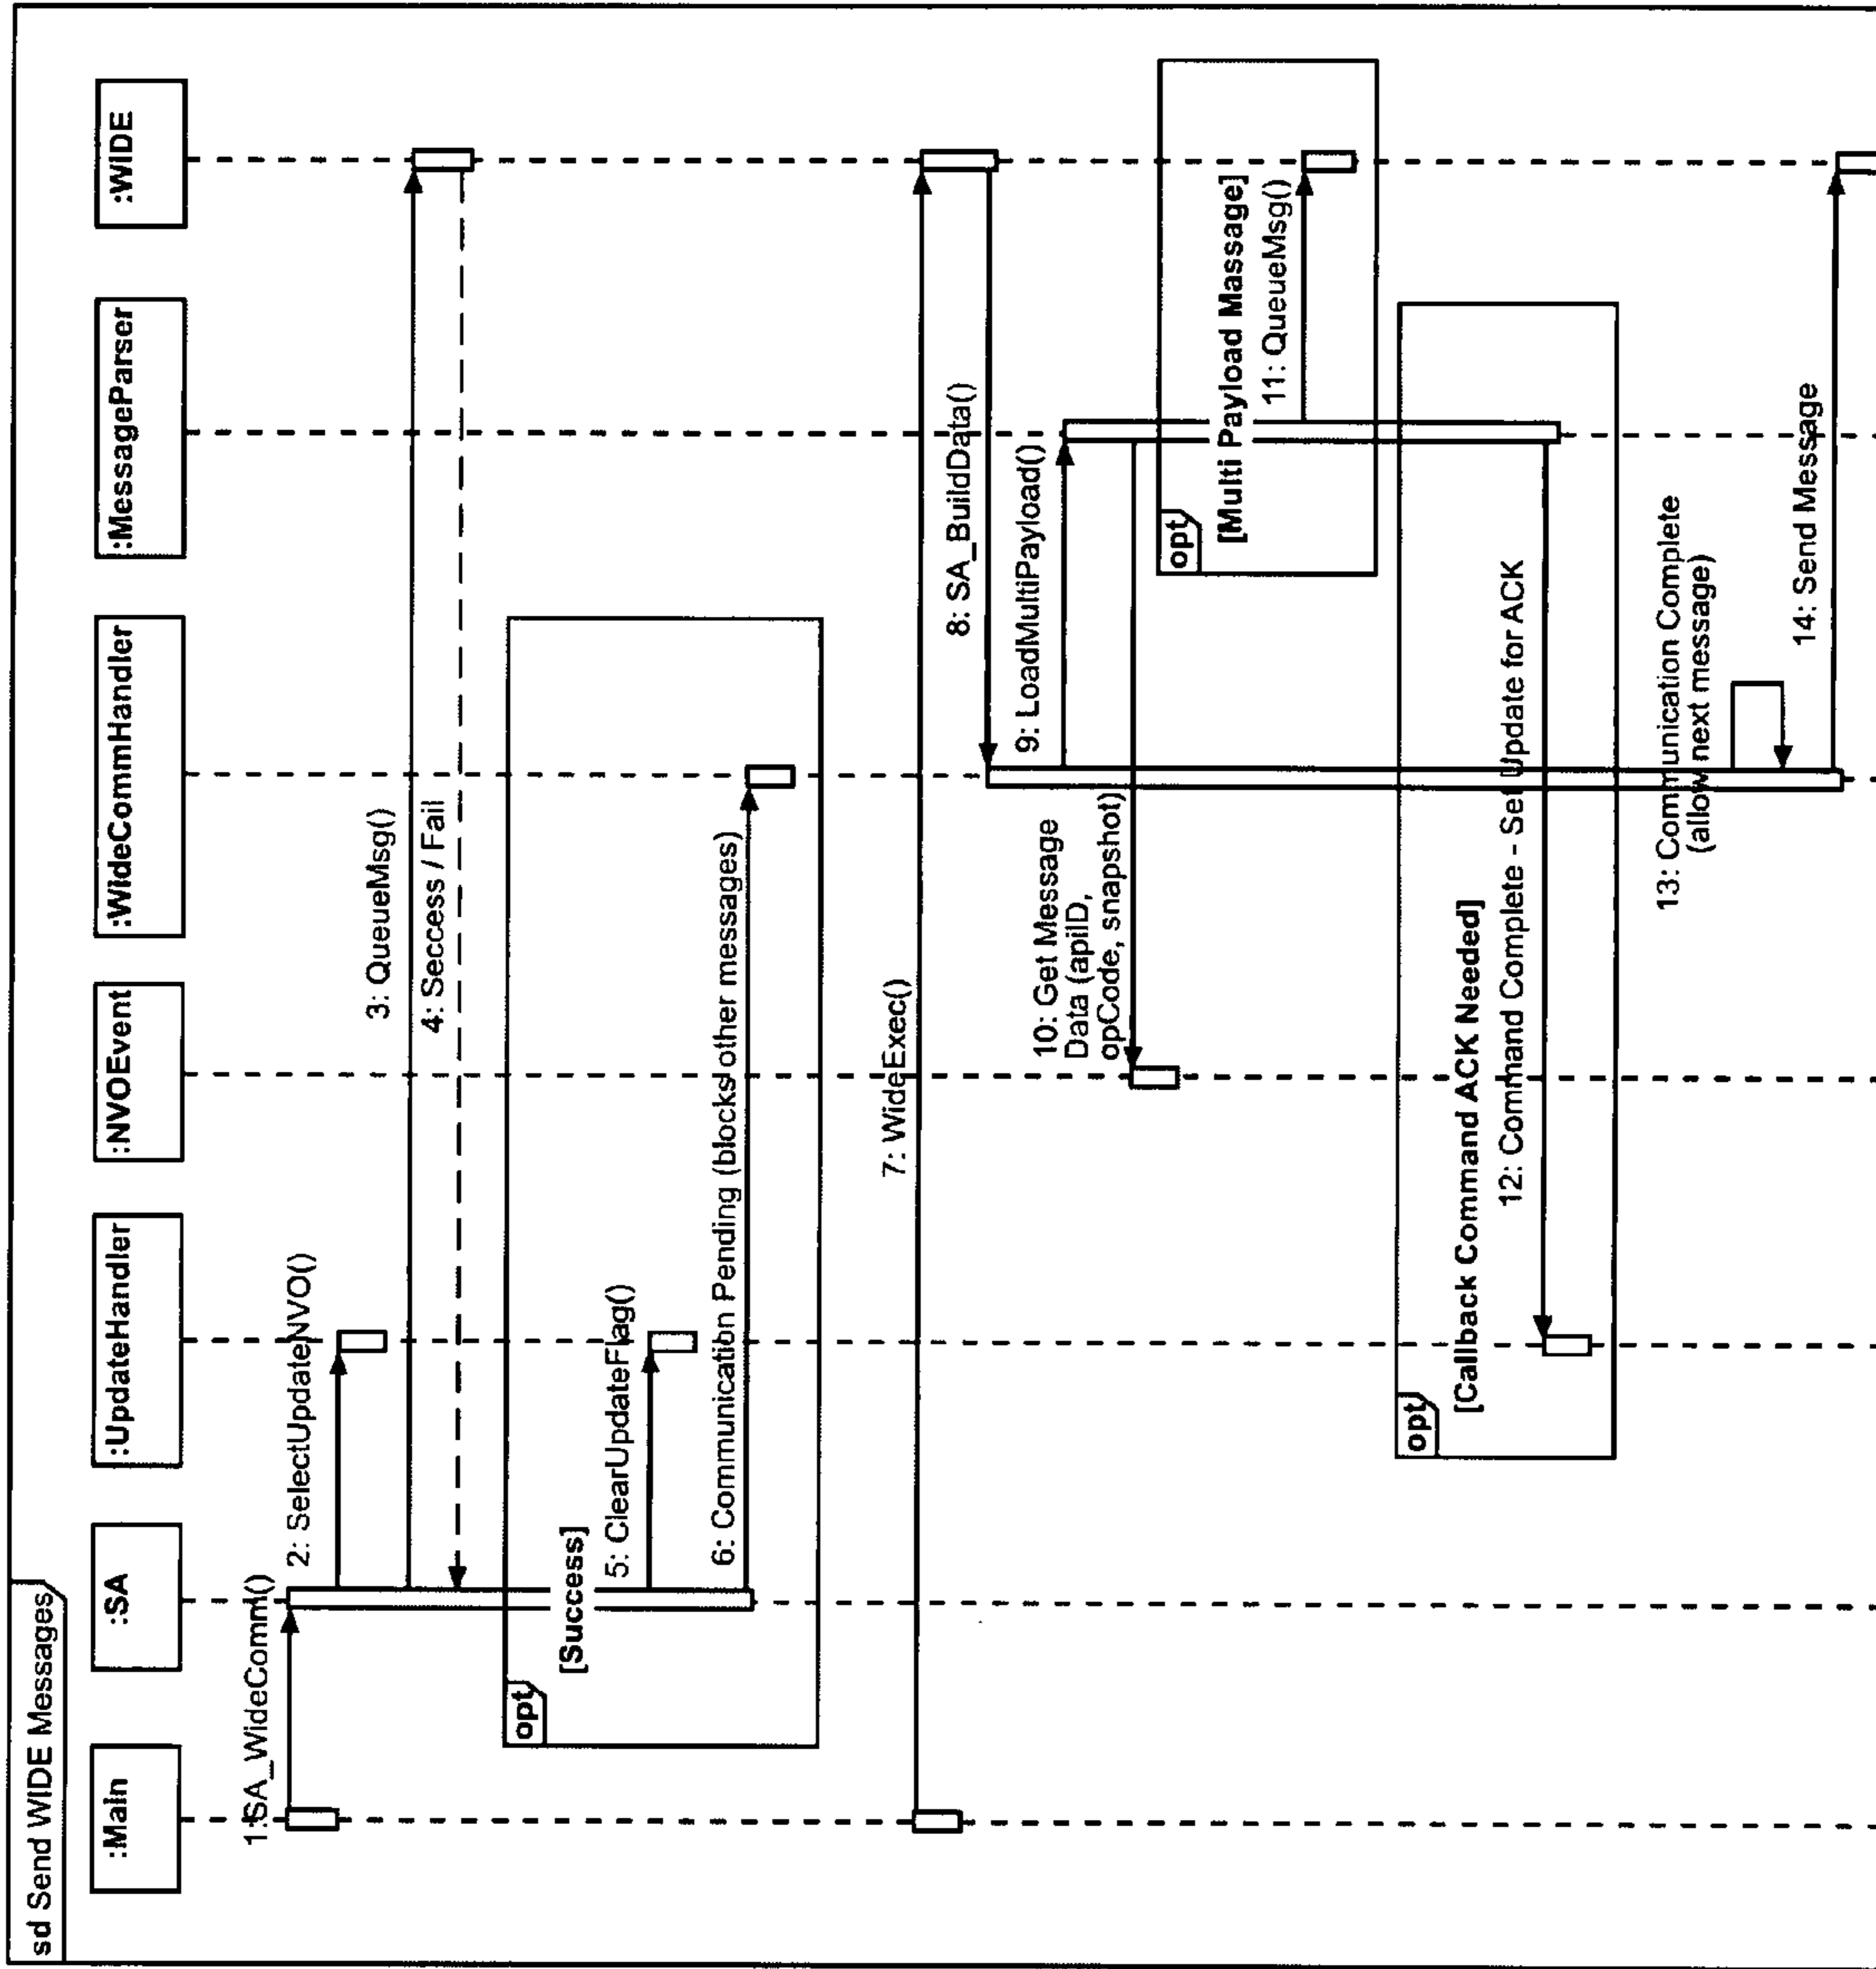 sd Send WIDE Messages
:Main
:SA
:UpdateHandler
:NVOEvent
:WideCommHandler
:MessageParser
:WIDE
1:SA_WideComm()
2: SelectUpdateNVO()
3: QueueMsg()
4: Seccess / Fail
opt
[Success]
5: ClearUpdateFlag()
6: Communication Pending (blocks other messages)
7: WideExec()
8: SA_BuildData()
9: LoadMultiPayload()
10: Get Message
Data (apiID,
opCode, snapshot)
opt
[Multi Payload Massage]
11: QueueMsg()
opt
[Callback Command ACK Needed]
12: Command Complete - Set Update for ACK
13: Communication Complete
(allow next message)
14: Send Message